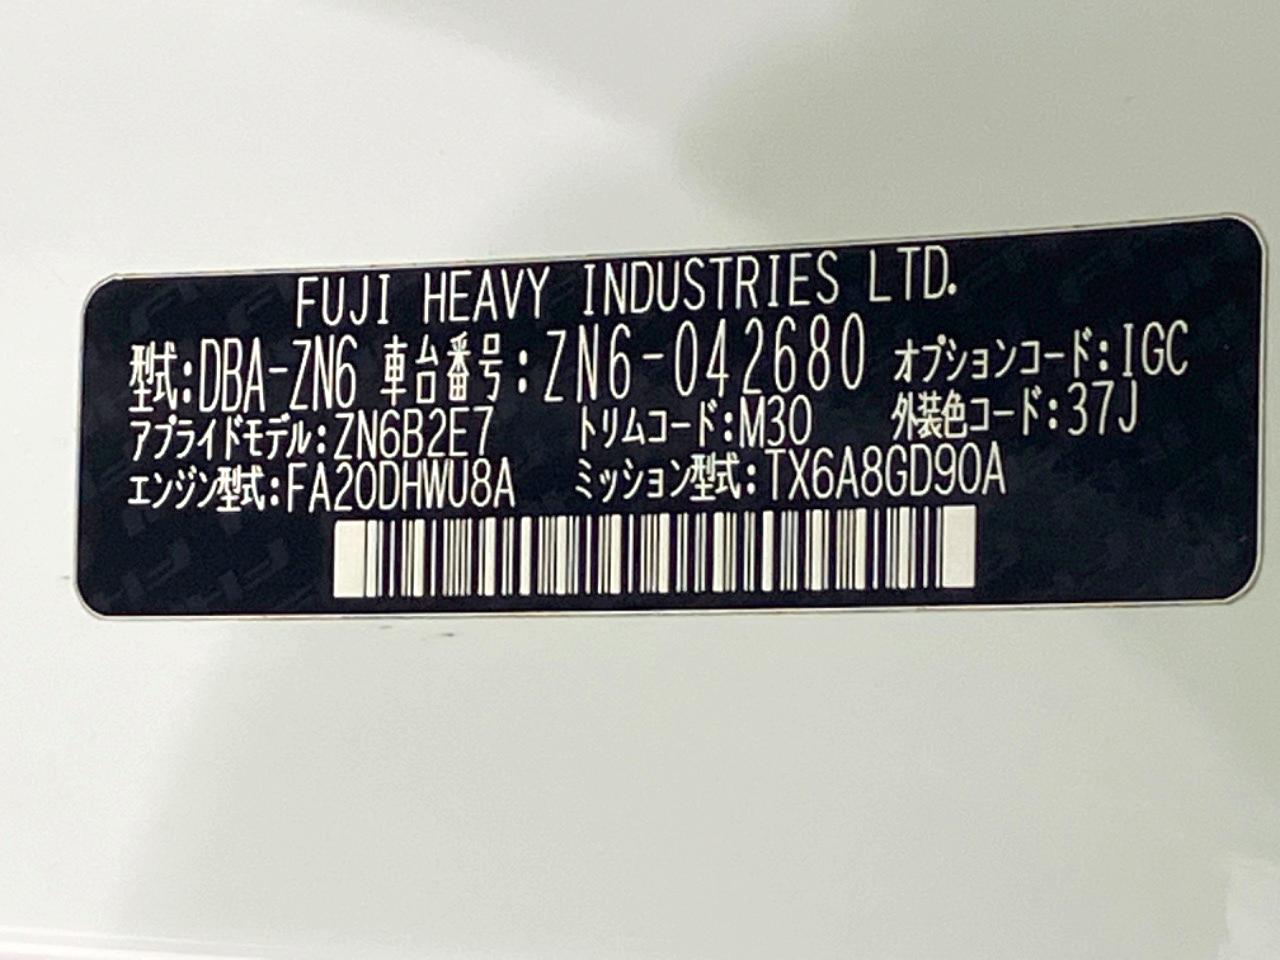 FUJI HEAVY INDUSTRIES LTD.
型式:DBA-ZN6 車台番号:ZN6-042680 オプションコード:IGC
アプライドモデル:ZN6B2E7 トリムコード:M30 外装色コード:37J
エンジン型式:FA20DHWU8A ミッション型式:TX6A8GD90A